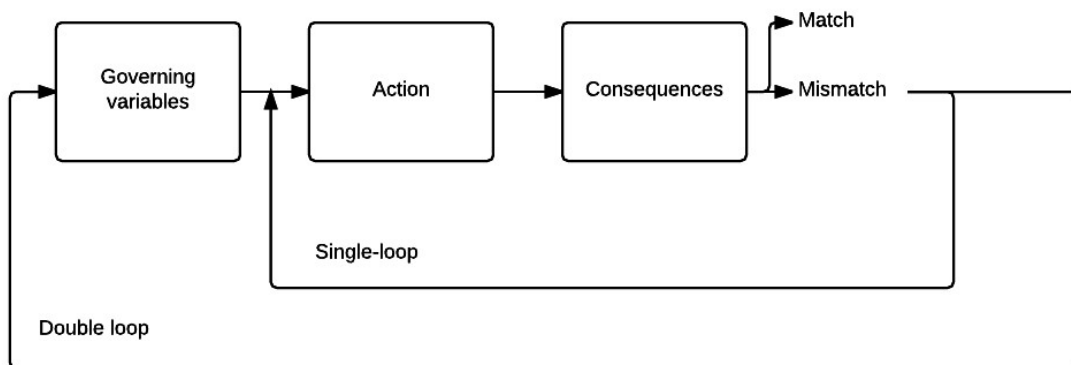 Governing
variables
Action
Consequences
Match
Mismatch
Single-loop
Double loop